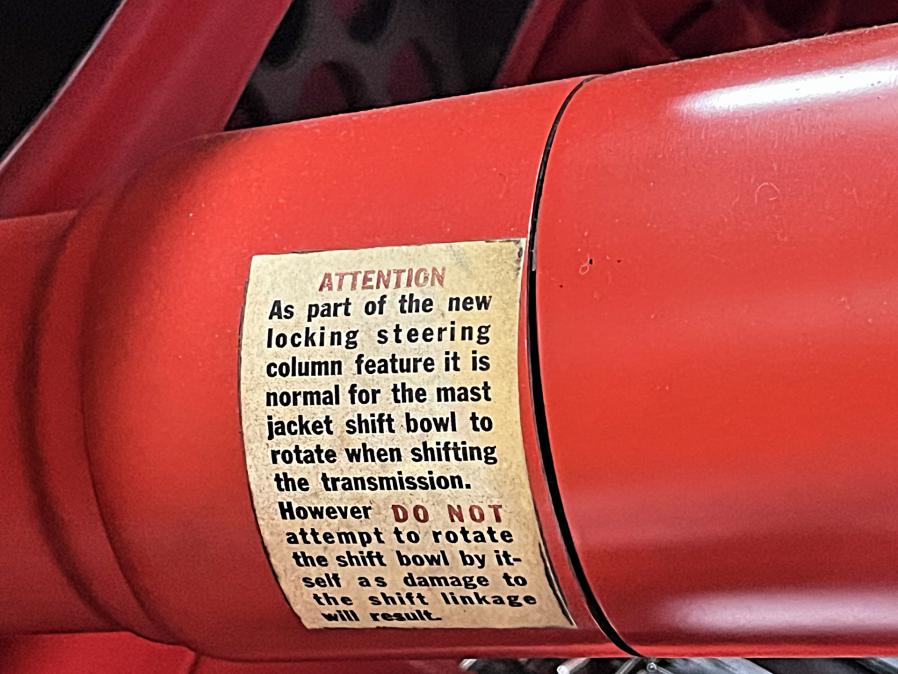 ATTENTION
As part of the new
locking steering
column feature it is
normal for the mast
jacket shift bowl to
rotate when shifting
the transmission.
However DO NOT
attempt to rotate
the shift bowl by it-
self as damage to
the shift linkage
will result.